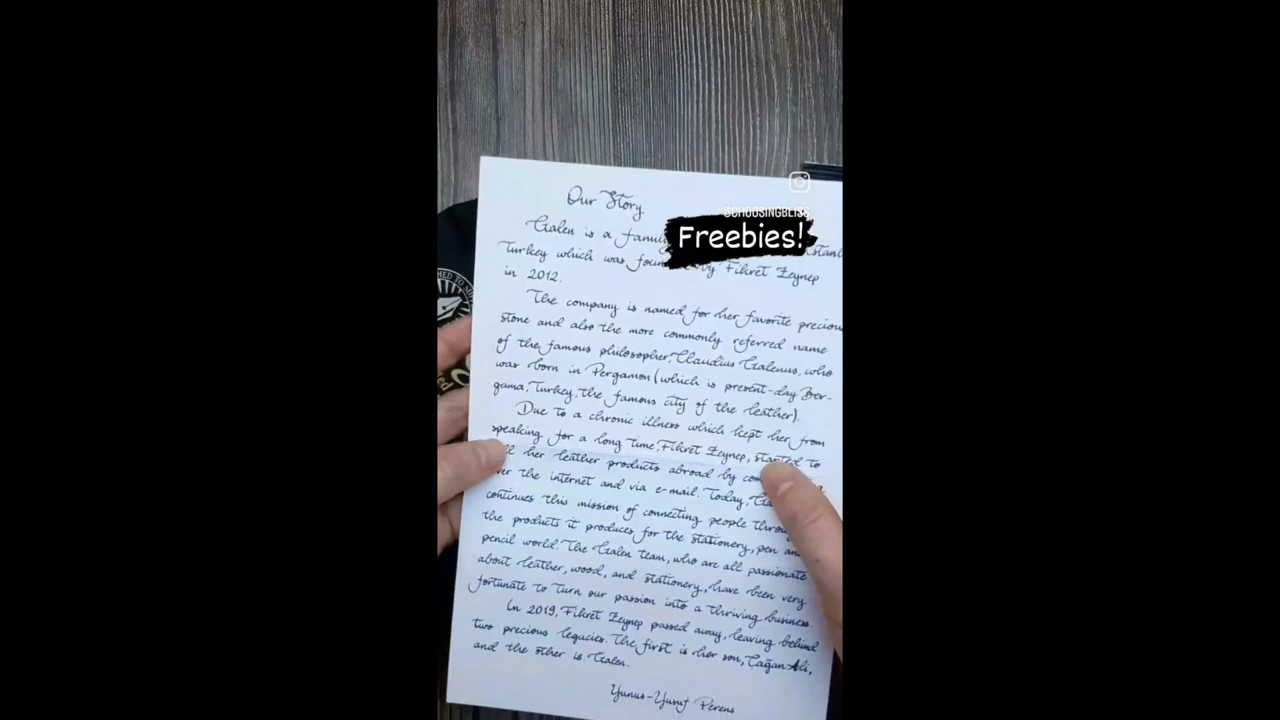 Our Story
@CHOOSINGBLISS
Freebies!
Galen is a
Turkey which was by Fikret Zeynep
in 2012.
The company is named for her favorite precious
stone and also the more commonly referred name
of the famous philosopher, Claudius Galenus, who
was born in Pergamon (which is present-day Ber-
gama, Turkey, the famous city of the leather).
Due to a chronic illness which kept her from
speaking for a long time, Fikret Zeynep, started to
her leather products abroad by
the internet and via e-mail. Today,
continues this mission of connecting people
the products it produces for the stationery, pen
pencil world. The Galen team, who are all passionate
about leather, wood, and stationery, have been very
fortunate to turn our passion into a thriving business.
In 2019, Fikret Zeynep passed away, leaving behind
two precious legacies. The first is her son, Çağan Ali,
and the other is Galen.
Yunus-Yusuf Perens